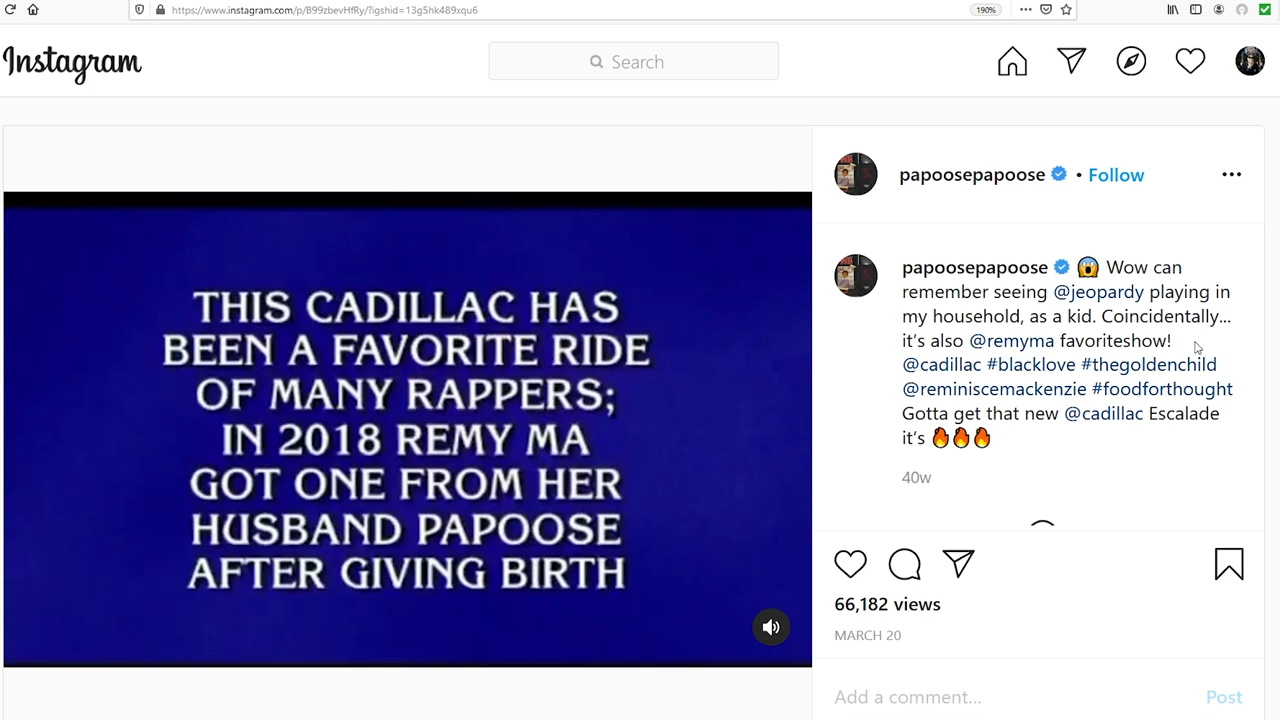 https://www.instagram.com/p/B99zbevHfRy/?igshid=13g5hk489xqu6
190%
Instagram
Search
THIS CADILLAC HAS
BEEN A FAVORITE RIDE
OF MANY RAPPERS;
IN 2018 REMY MA
GOT ONE FROM HER
HUSBAND PAPOOSE
AFTER GIVING BIRTH
papoosepapoose • Follow
papoosepapoose 😱 Wow can
remember seeing @jeopardy playing in
my household, as a kid. Coincidentally...
it's also @remyma favoriteshow!
@cadillac #blacklove #thegoldenchild
@reminiscemackenzie #foodforthought
Gotta get that new @cadillac Escalade
it's 🔥🔥🔥
40w
66,182 views
MARCH 20
Add a comment...
Post